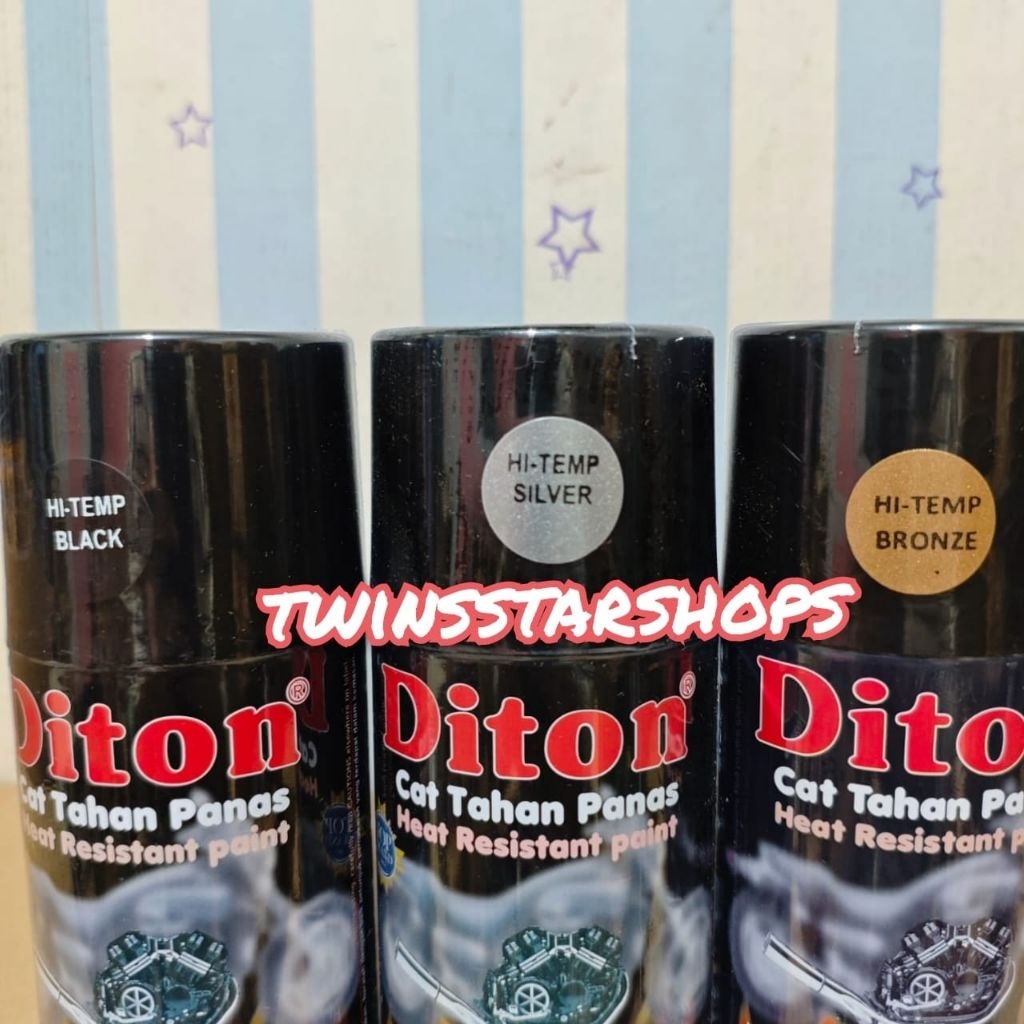 HI-TEMP
BLACK
HI-TEMP
SILVER
HI-TEMP
BRONZE
TWINSSTARSHOPS
Diton®
Cat Tahan Panas
Heat Resistant paint
Diton®
Cat Tahan Panas
Heat Resistant paint
Dito
Cat Tahan Pa
Heat Resistant p